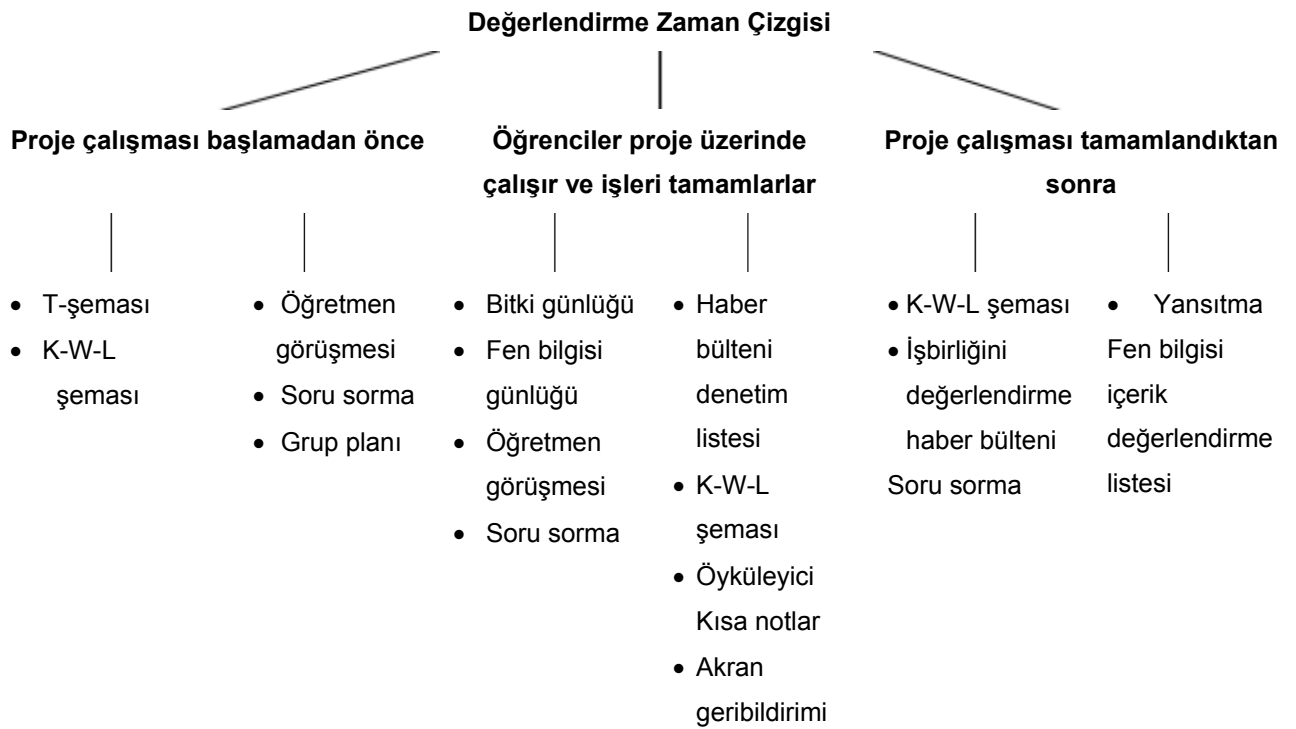 Değerlendirme Zaman Çizgisi
Proje çalışması başlamadan önce
Öğrenciler proje üzerinde
çalışır ve işleri tamamlarlar
Proje çalışması tamamlandıktan
sonra
• T-şeması
• K-W-L
şeması
• Öğretmen
görüşmesi
• Soru sorma
• Grup planı
• Bitki günlüğü
• Fen bilgisi
günlüğü
• Öğretmen
görüşmesi
• Soru sorma
• Haber
bülteni
denetim
listesi
• K-W-L
şeması
• Öyküleyici
Kısa notlar
• Akran
geribildirimi
• K-W-L şeması
• İşbirliğini
değerlendirme
haber bülteni
Soru sorma
• Yansıtma
Fen bilgisi
içerik
değerlendirme
listesi